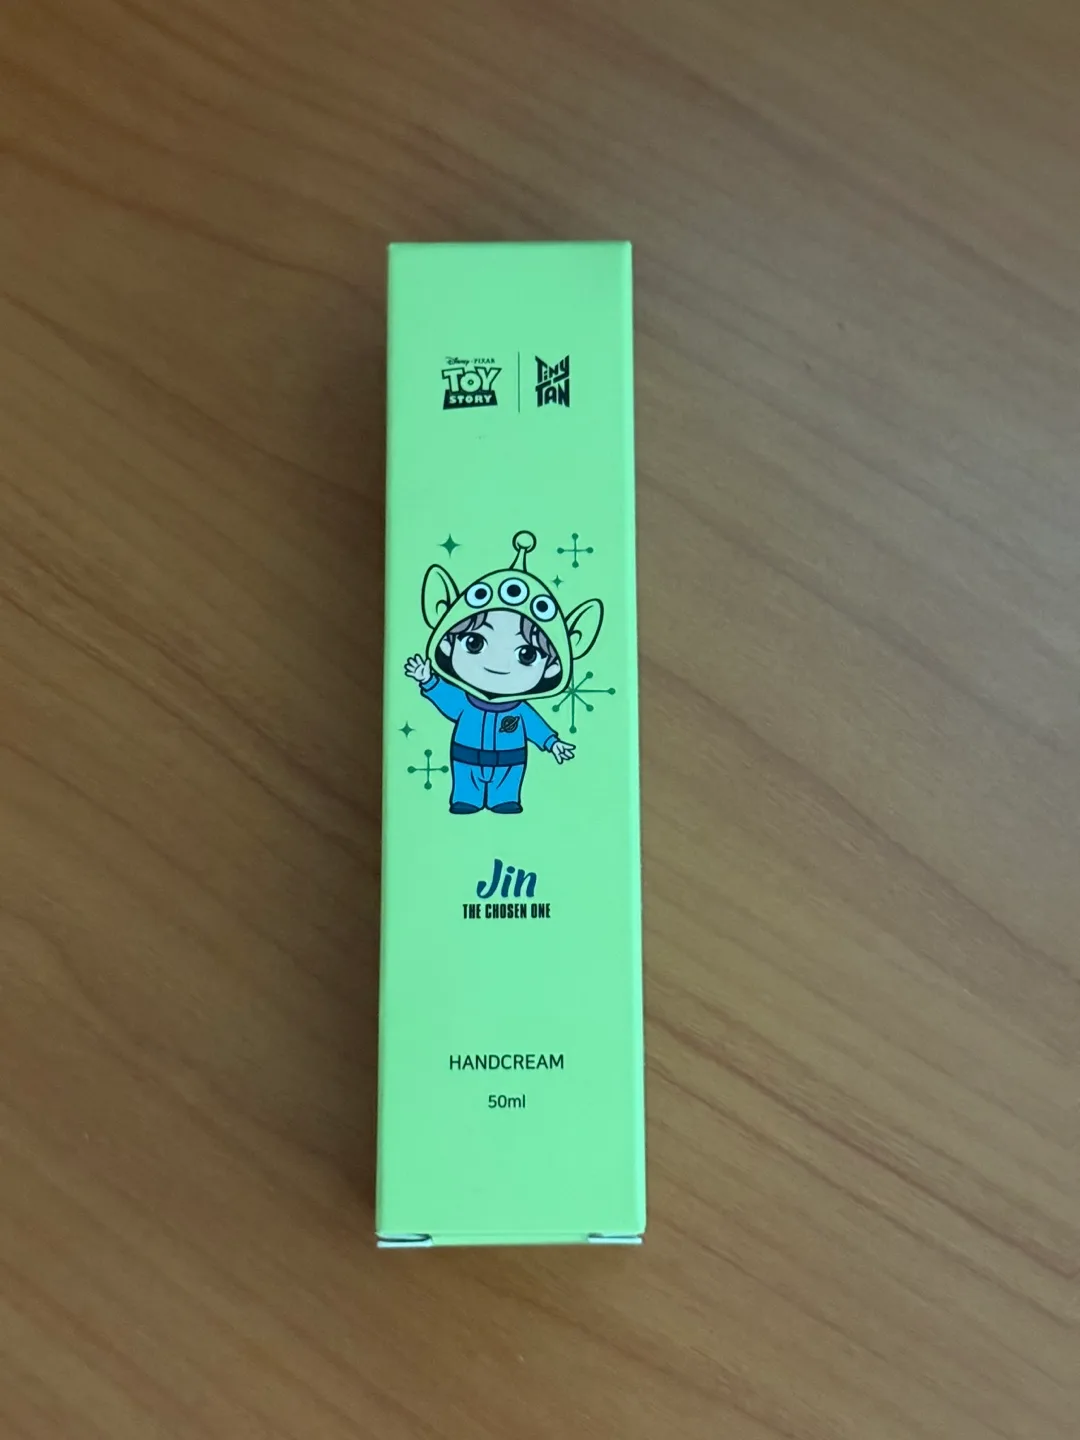 Disney · PIXAR
TOY
STORY
TiNY
TAN
Jin
THE CHOSEN ONE
HANDCREAM
50ml